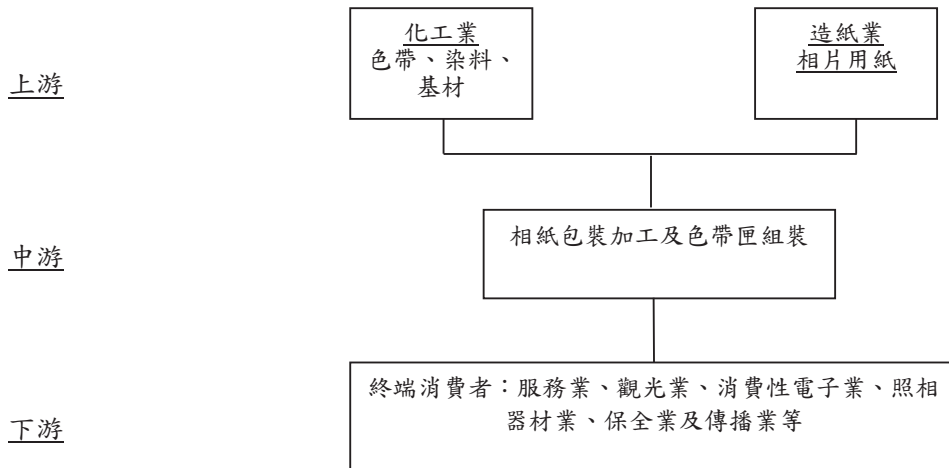 化工業
色帶、染料、
基材
造紙業
相片用紙
上游
相紙包裝加工及色帶匣組裝
中游
終端消費者：服務業、觀光業、消費性電子業、照相
器材業、保全業及傳播業等
下游